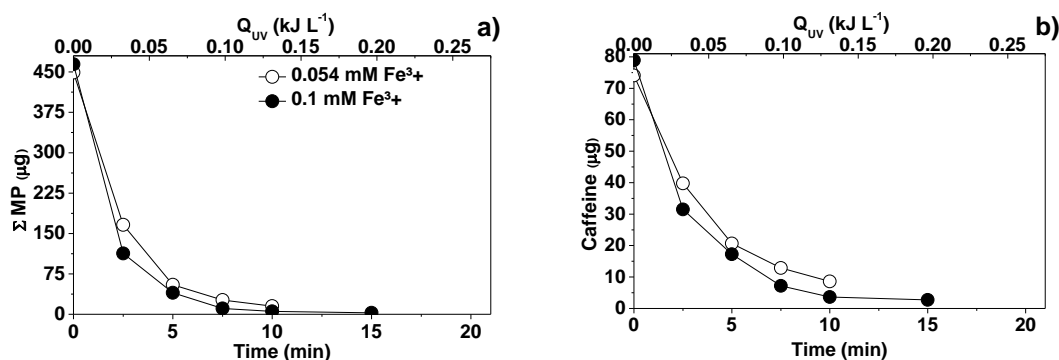 Q_UV (kJ L⁻¹)
0.00 0.05 0.10 0.15 0.20 0.25
a)
450
375
300
225
150
75
0
Σ MP (µg)
0.054 mM Fe³+
0.1 mM Fe³+
0 5 10 15 20
Time (min)
Q_UV (kJ L⁻¹)
0.00 0.05 0.10 0.15 0.20 0.25
b)
80
70
60
50
40
30
20
10
0
Caffeine (µg)
0 5 10 15 20
Time (min)